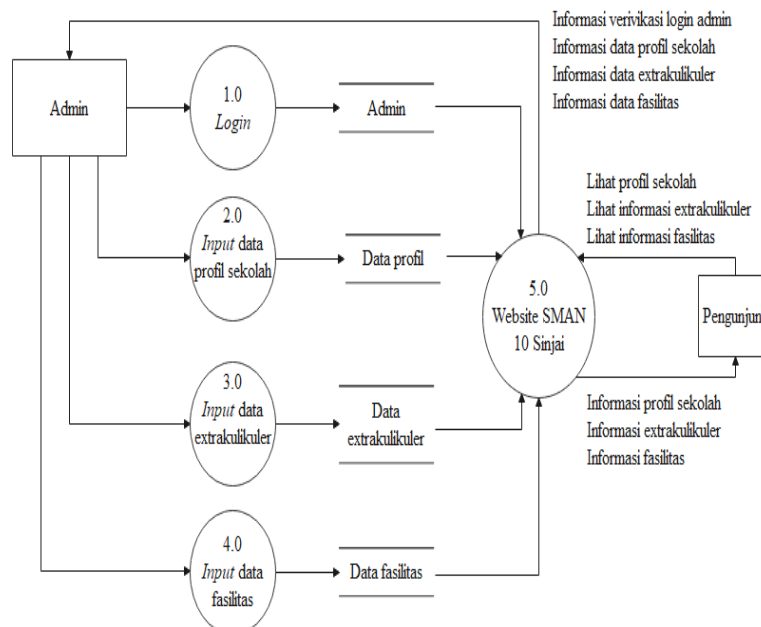 Informasi verivikasi login admin
Informasi data profil sekolah
Informasi data extrakulikuler
Informasi data fasilitas
Admin
1.0
Login
Admin
2.0
Input data
profil sekolah
Data profil
Lihat profil sekolah
Lihat informasi extrakulikuler
Lihat informasi fasilitas
5.0
Website SMAN
10 Sinjai
Pengunjun
3.0
Input data
extrakulikuler
Data
extrakulikuler
Informasi profil sekolah
Informasi extrakulikuler
Informasi fasilitas
4.0
Input data
fasilitas
Data fasilitas